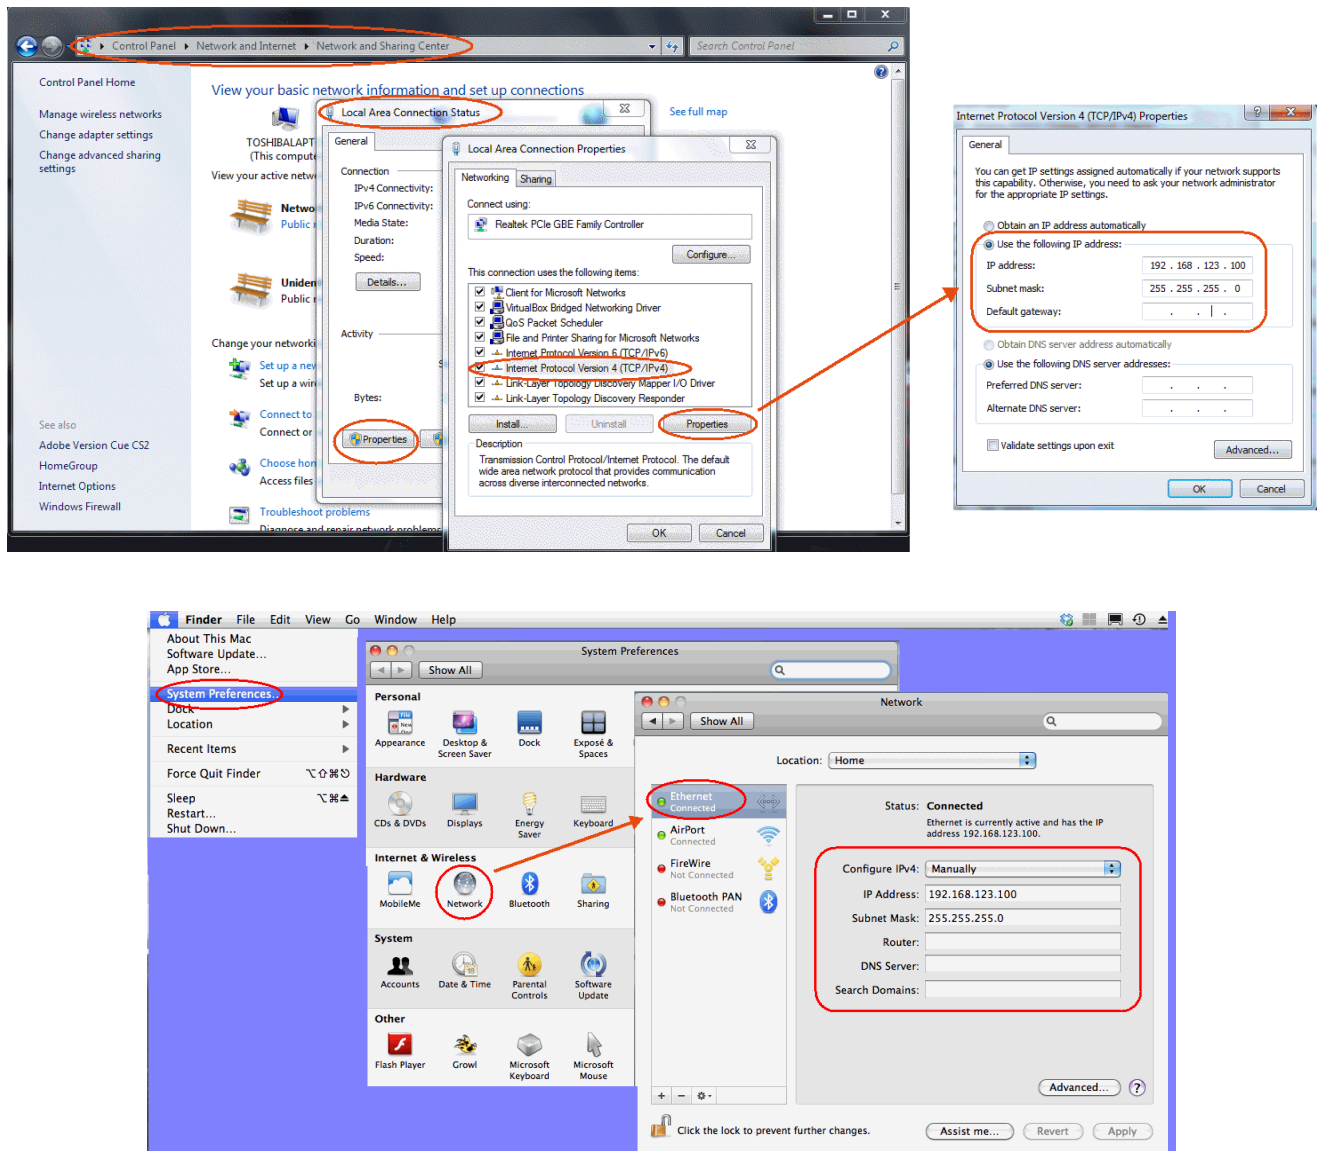 Control Panel ▸ Network and Internet ▸ Network and Sharing Center
Search Control Panel
Control Panel Home
Manage wireless networks
Change adapter settings
Change advanced sharing
settings
See also
Adobe Version Cue CS2
HomeGroup
Internet Options
Windows Firewall
View your basic network information and set up connections
TOSHIBALAPT
(This compute
See full map
View your active netw
Netwo
Public
Uniden
Public
Change your networki
Set up a new
Set up a wir
Connect to
Connect or
Choose hom
Access files
Troubleshoot problems
Diagnose and repair network problems
Local Area Connection Status
General
Connection
IPv4 Connectivity:
IPv6 Connectivity:
Media State:
Duration:
Speed:
Details...
Activity
S
Bytes:
Properties
Local Area Connection Properties
Networking
Sharing
Connect using:
Realtek PCIe GBE Family Controller
Configure...
This connection uses the following items:
Client for Microsoft Networks
VirtualBox Bridged Networking Driver
QoS Packet Scheduler
File and Printer Sharing for Microsoft Networks
Internet Protocol Version 6 (TCP/IPv6)
Internet Protocol Version 4 (TCP/IPv4)
Link-Layer Topology Discovery Mapper I/O Driver
Link-Layer Topology Discovery Responder
Install...
Uninstall
Properties
Description
Transmission Control Protocol/Internet Protocol. The default
wide area network protocol that provides communication
across diverse interconnected networks.
OK
Cancel
Internet Protocol Version 4 (TCP/IPv4) Properties
General
You can get IP settings assigned automatically if your network supports
this capability. Otherwise, you need to ask your network administrator
for the appropriate IP settings.
Obtain an IP address automatically
Use the following IP address:
IP address: 192 . 168 . 123 . 100
Subnet mask: 255 . 255 . 255 . 0
Default gateway: . . .
Obtain DNS server address automatically
Use the following DNS server addresses:
Preferred DNS server: . . .
Alternate DNS server: . . .
Validate settings upon exit
Advanced...
OK
Cancel
Finder File Edit View Go Window Help
About This Mac
Software Update...
App Store...
System Preferences...
Dock
Location
Recent Items
Force Quit Finder ⌥⇧⌘⎋
Sleep ⌥⌘⏏
Restart...
Shut Down...
System Preferences
Show All
Personal
Appearance
Desktop &
Screen Saver
Dock
Exposé &
Spaces
Hardware
CDs & DVDs
Displays
Energy
Saver
Keyboard
Internet & Wireless
MobileMe
Network
Bluetooth
Sharing
System
Accounts
Date & Time
Parental
Controls
Software
Update
Other
Flash Player
Growl
Microsoft
Keyboard
Microsoft
Mouse
Network
Show All
Location: Home
Ethernet
Connected
AirPort
Connected
FireWire
Not Connected
Bluetooth PAN
Not Connected
Status: Connected
Ethernet is currently active and has the IP
address 192.168.123.100.
Configure IPv4: Manually
IP Address: 192.168.123.100
Subnet Mask: 255.255.255.0
Router:
DNS Server:
Search Domains:
Advanced...
?
Click the lock to prevent further changes.
Assist me...
Revert
Apply